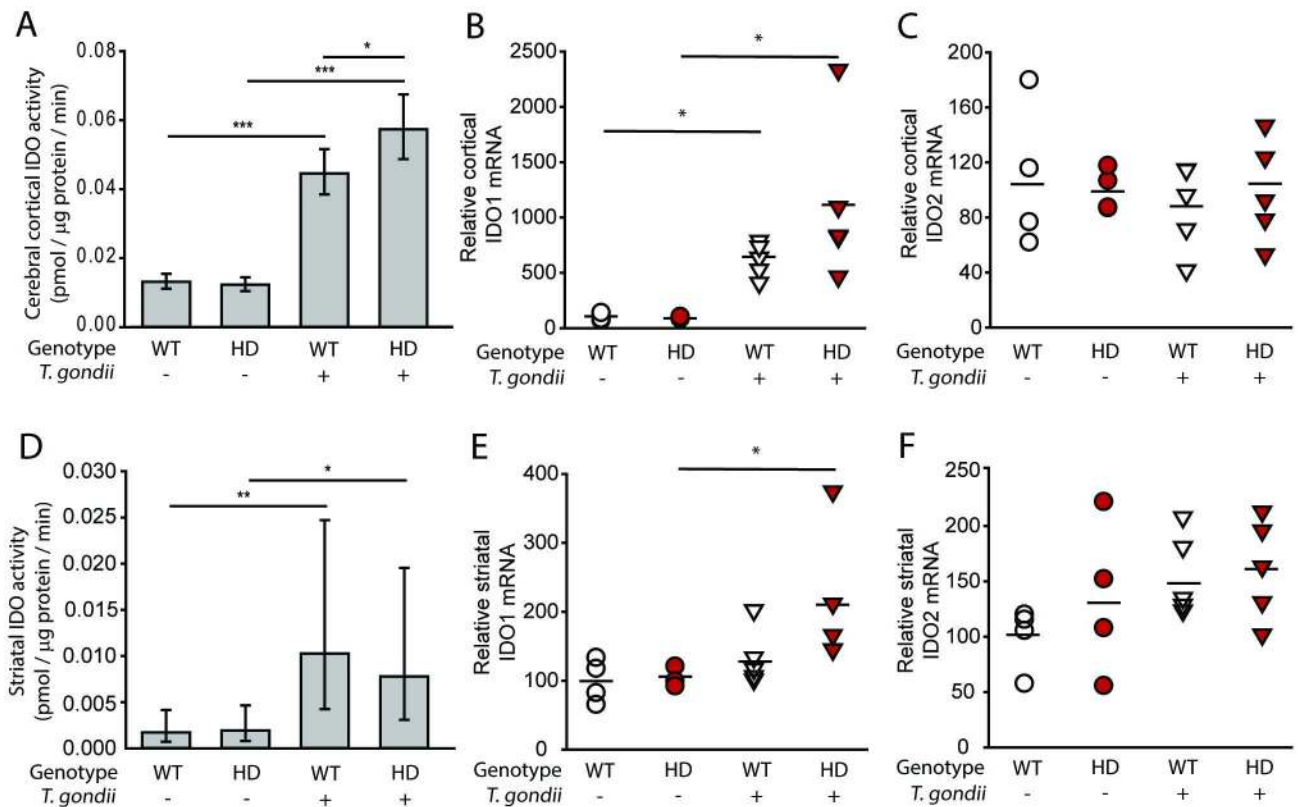 A
Cerebral cortical IDO activity
(pmol / µg protein / min)
0.08
0.06
0.04
0.02
0.00
***
***
*
Genotype WT HD WT HD
T. gondii - - + +
B
Relative cortical
IDO1 mRNA
2500
2000
1500
1000
500
0
*
*
Genotype WT HD WT HD
T. gondii - - + +
C
Relative cortical
IDO2 mRNA
200
160
120
80
40
0
Genotype WT HD WT HD
T. gondii - - + +
D
Striatal IDO activity
(pmol / µg protein / min)
0.030
0.025
0.020
0.015
0.010
0.005
0.000
**
*
Genotype WT HD WT HD
T. gondii - - + +
E
Relative striatal
IDO1 mRNA
400
300
200
100
0
*
Genotype WT HD WT HD
T. gondii - - + +
F
Relative striatal
IDO2 mRNA
250
200
150
100
50
0
Genotype WT HD WT HD
T. gondii - - + +